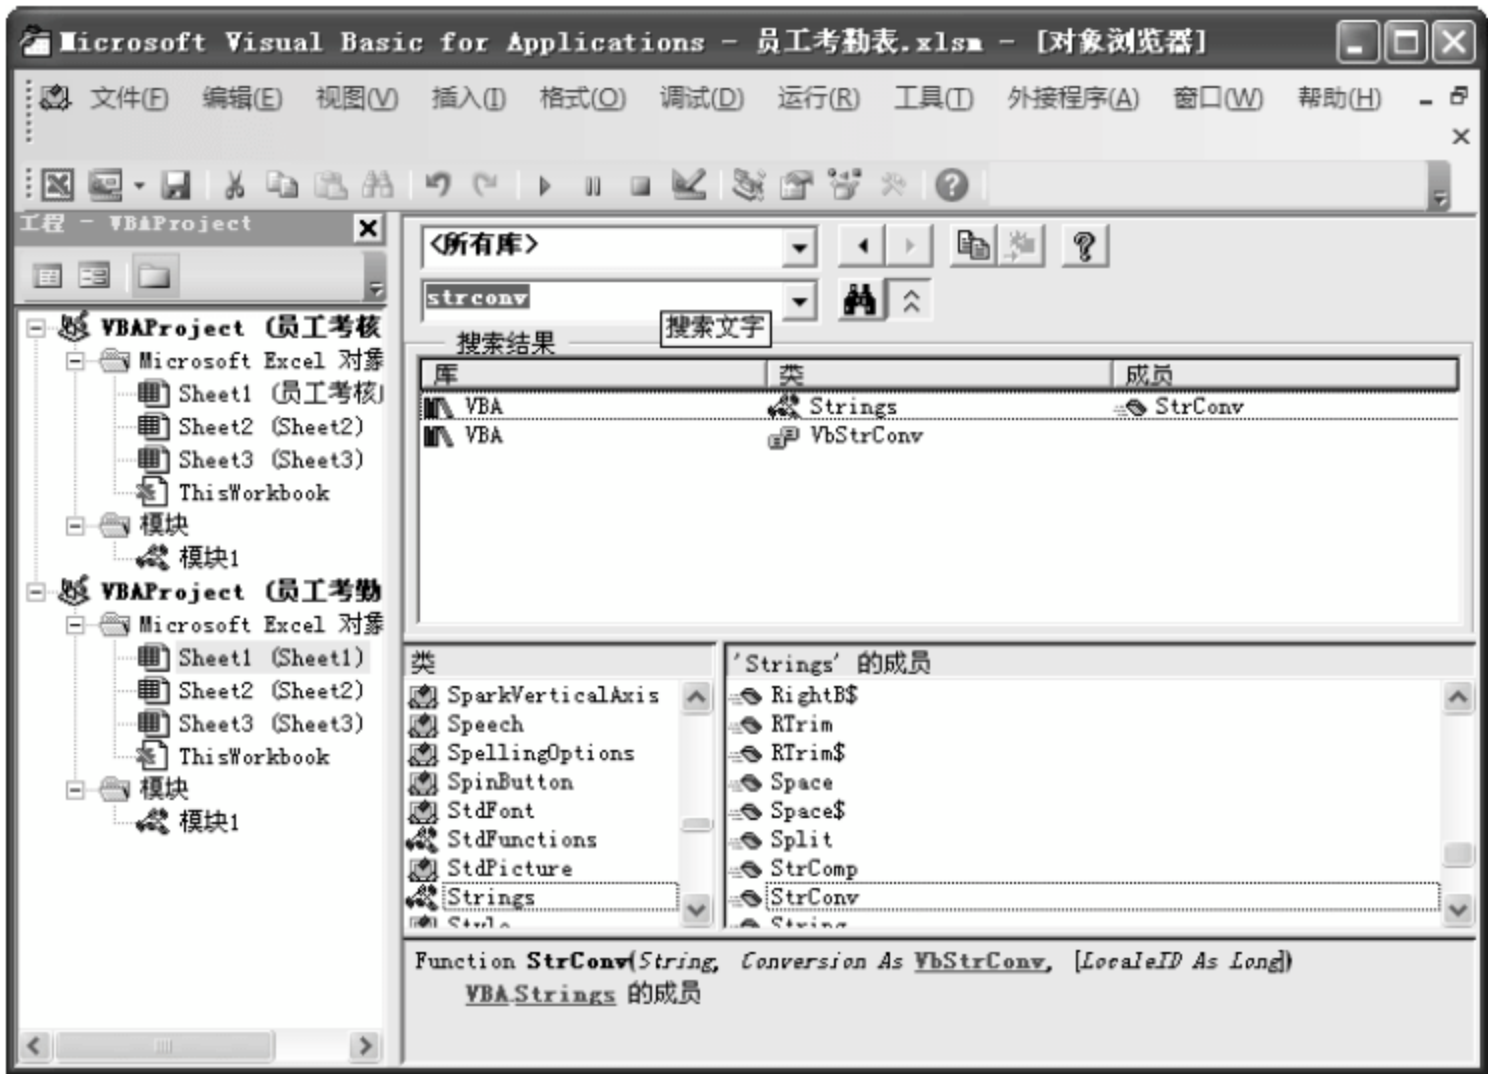 Microsoft Visual Basic for Applications - 员工考勤表.xlsm - [对象浏览器]
文件(F) 编辑(E) 视图(V) 插入(I) 格式(O) 调试(D) 运行(R) 工具(T) 外接程序(A) 窗口(W) 帮助(H)
工程 - VBAProject
<所有库>
strconv
搜索文字
VBAProject (员工考核
Microsoft Excel 对象
Sheet1 (员工考核
Sheet2 (Sheet2)
Sheet3 (Sheet3)
ThisWorkbook
模块
模块1
VBAProject (员工考勤
Microsoft Excel 对象
Sheet1 (Sheet1)
Sheet2 (Sheet2)
Sheet3 (Sheet3)
ThisWorkbook
模块
模块1
搜索结果
库 类 成员
VBA Strings StrConv
VBA VbStrConv
类
SparkVerticalAxis
Speech
SpellingOptions
SpinButton
StdFont
StdFunctions
StdPicture
Strings
Style
'Strings' 的成员
RightB$
RTrim
RTrim$
Space
Space$
Split
StrComp
StrConv
String
Function StrConv(String, Conversion As VbStrConv, [LocaleID As Long])
VBA.Strings 的成员